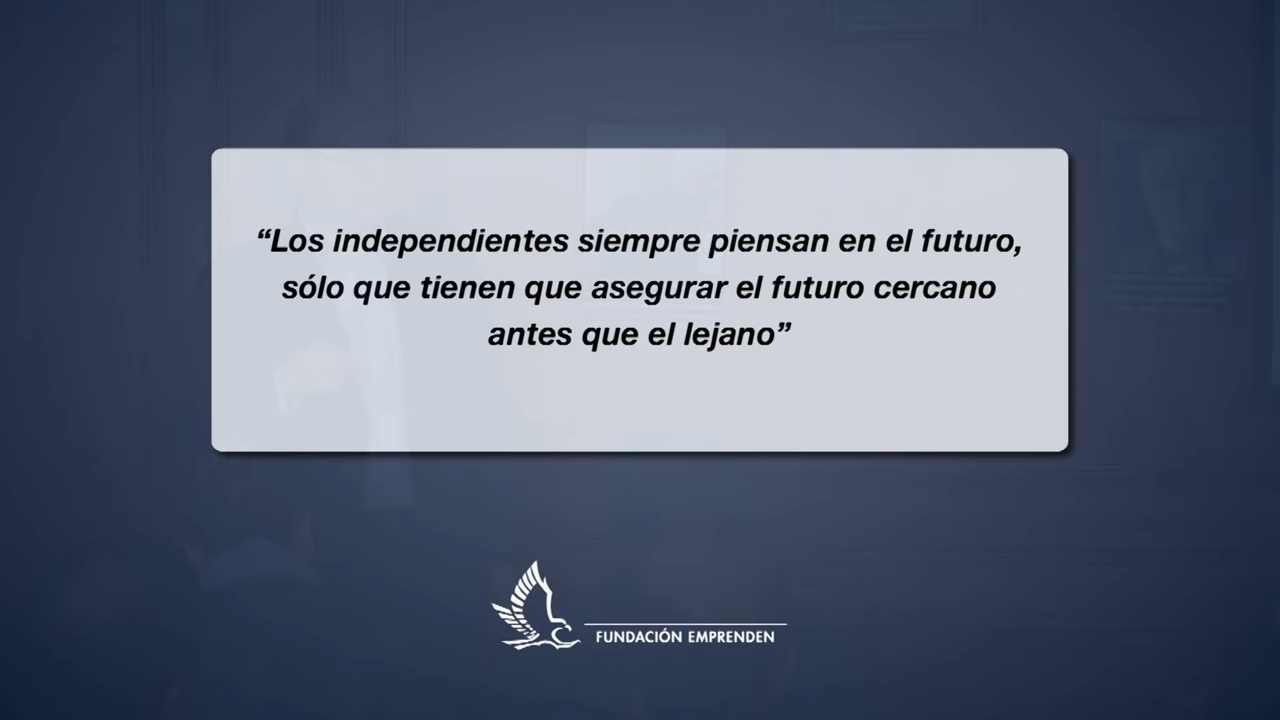 “Los independientes siempre piensan en el futuro,
sólo que tienen que asegurar el futuro cercano
antes que el lejano”
FUNDACIÓN EMPRENDEN